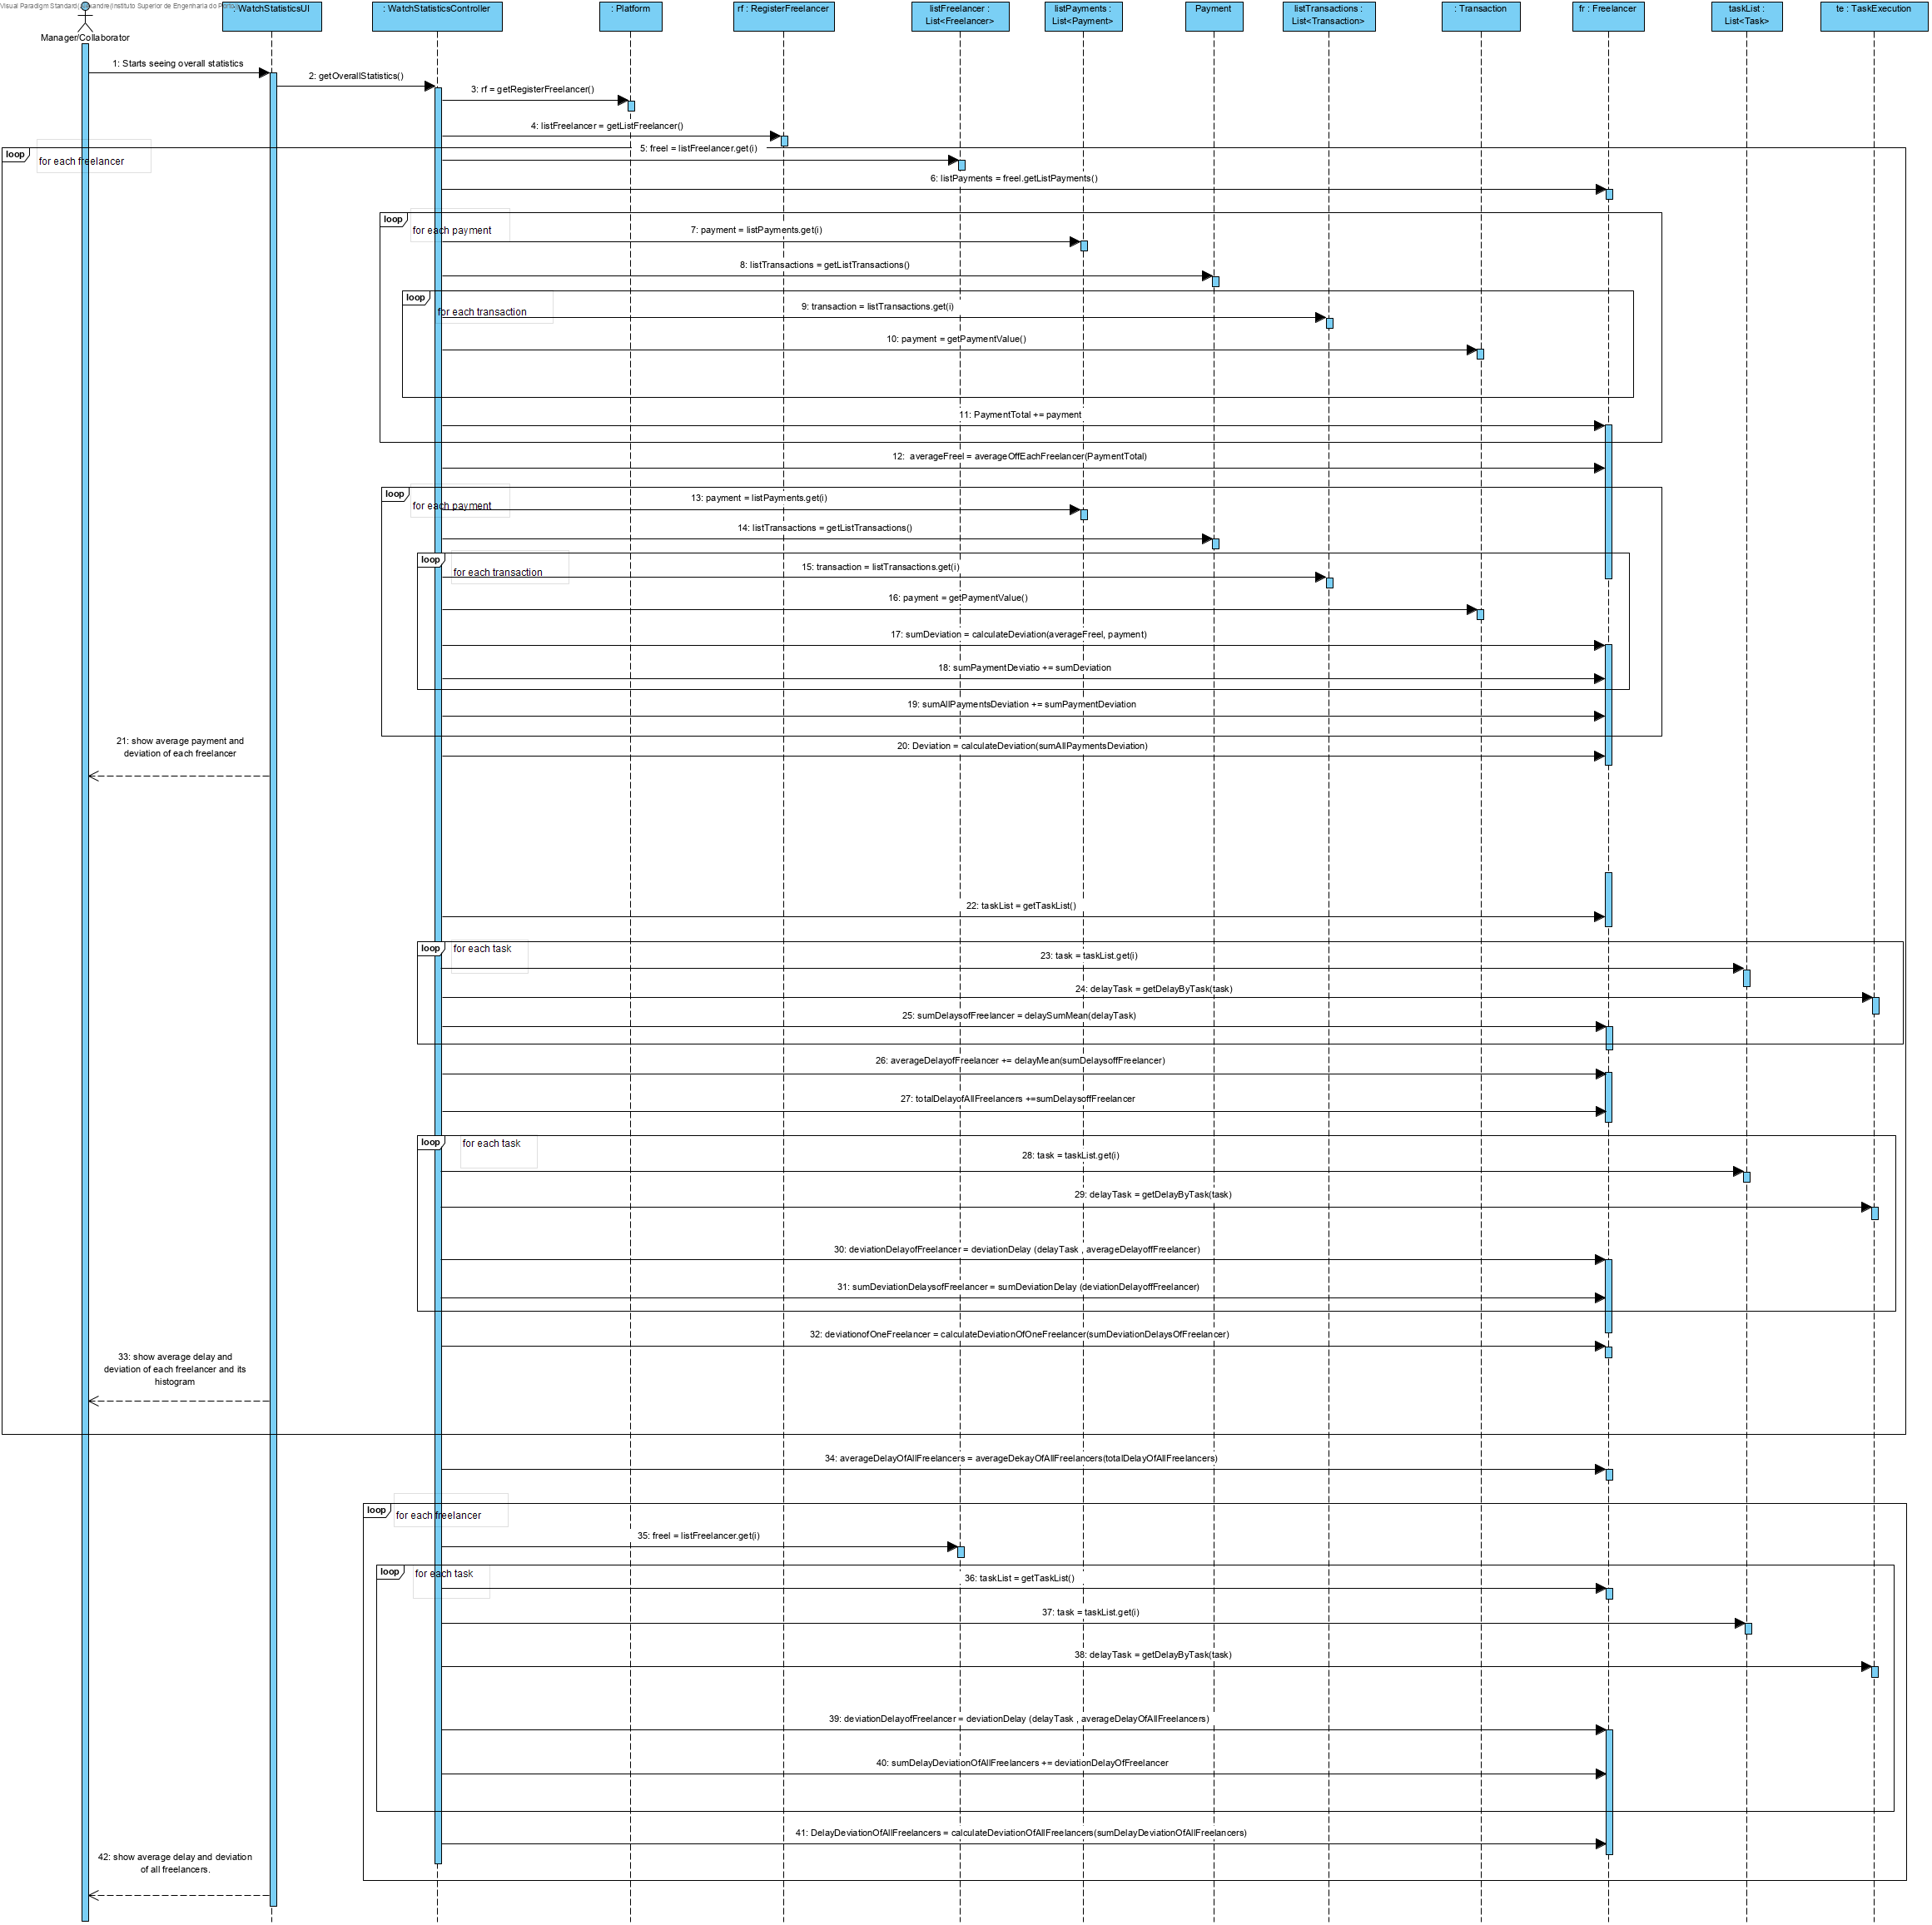 Visual Paradigm Standard(alexandre(Instituto Superior de Engenharia do Porto))
Manager/Collaborator
: WatchStatisticsUI
: WatchStatisticsController
: Platform
rf : RegisterFreelancer
listFreelancer :
List<Freelancer>
listPayments :
List<Payment>
Payment
listTransactions :
List<Transaction>
: Transaction
fr : Freelancer
taskList :
List<Task>
te : TaskExecution
1: Starts seeing overall statistics
2: getOverallStatistics()
3: rf = getRegisterFreelancer()
4: listFreelancer = getListFreelancer()
loop
for each freelancer
5: freel = listFreelancer.get(i)
6: listPayments = freel.getListPayments()
loop
for each payment
7: payment = listPayments.get(i)
8: listTransactions = getListTransactions()
loop
for each transaction
9: transaction = listTransactions.get(i)
10: payment = getPaymentValue()
11: PaymentTotal += payment
12: averageFreel = averageOffEachFreelancer(PaymentTotal)
loop
for each payment
13: payment = listPayments.get(i)
14: listTransactions = getListTransactions()
loop
for each transaction
15: transaction = listTransactions.get(i)
16: payment = getPaymentValue()
17: sumDeviation = calculateDeviation(averageFreel, payment)
18: sumPaymentDeviatio += sumDeviation
19: sumAllPaymentsDeviation += sumPaymentDeviation
20: Deviation = calculateDeviation(sumAllPaymentsDeviation)
21: show average payment and
deviation of each freelancer
22: taskList = getTaskList()
loop
for each task
23: task = taskList.get(i)
24: delayTask = getDelayByTask(task)
25: sumDelaysofFreelancer = delaySumMean(delayTask)
26: averageDelayofFreelancer += delayMean(sumDelaysoffFreelancer)
27: totalDelayofAllFreelancers +=sumDelaysoffFreelancer
loop
for each task
28: task = taskList.get(i)
29: delayTask = getDelayByTask(task)
30: deviationDelayofFreelancer = deviationDelay (delayTask , averageDelayoffFreelancer)
31: sumDeviationDelaysofFreelancer = sumDeviationDelay (deviationDelayoffFreelancer)
32: deviationofOneFreelancer = calculateDeviationOfOneFreelancer(sumDeviationDelaysOfFreelancer)
33: show average delay and
deviation of each freelancer and its
histogram
34: averageDelayOfAllFreelancers = averageDekayOfAllFreelancers(totalDelayOfAllFreelancers)
loop
for each freelancer
35: freel = listFreelancer.get(i)
loop
for each task
36: taskList = getTaskList()
37: task = taskList.get(i)
38: delayTask = getDelayByTask(task)
39: deviationDelayofFreelancer = deviationDelay (delayTask , averageDelayOfAllFreelancers)
40: sumDelayDeviationOfAllFreelancers += deviationDelayOfFreelancer
41: DelayDeviationOfAllFreelancers = calculateDeviationOfAllFreelancers(sumDelayDeviationOfAllFreelancers)
42: show average delay and deviation
of all freelancers.